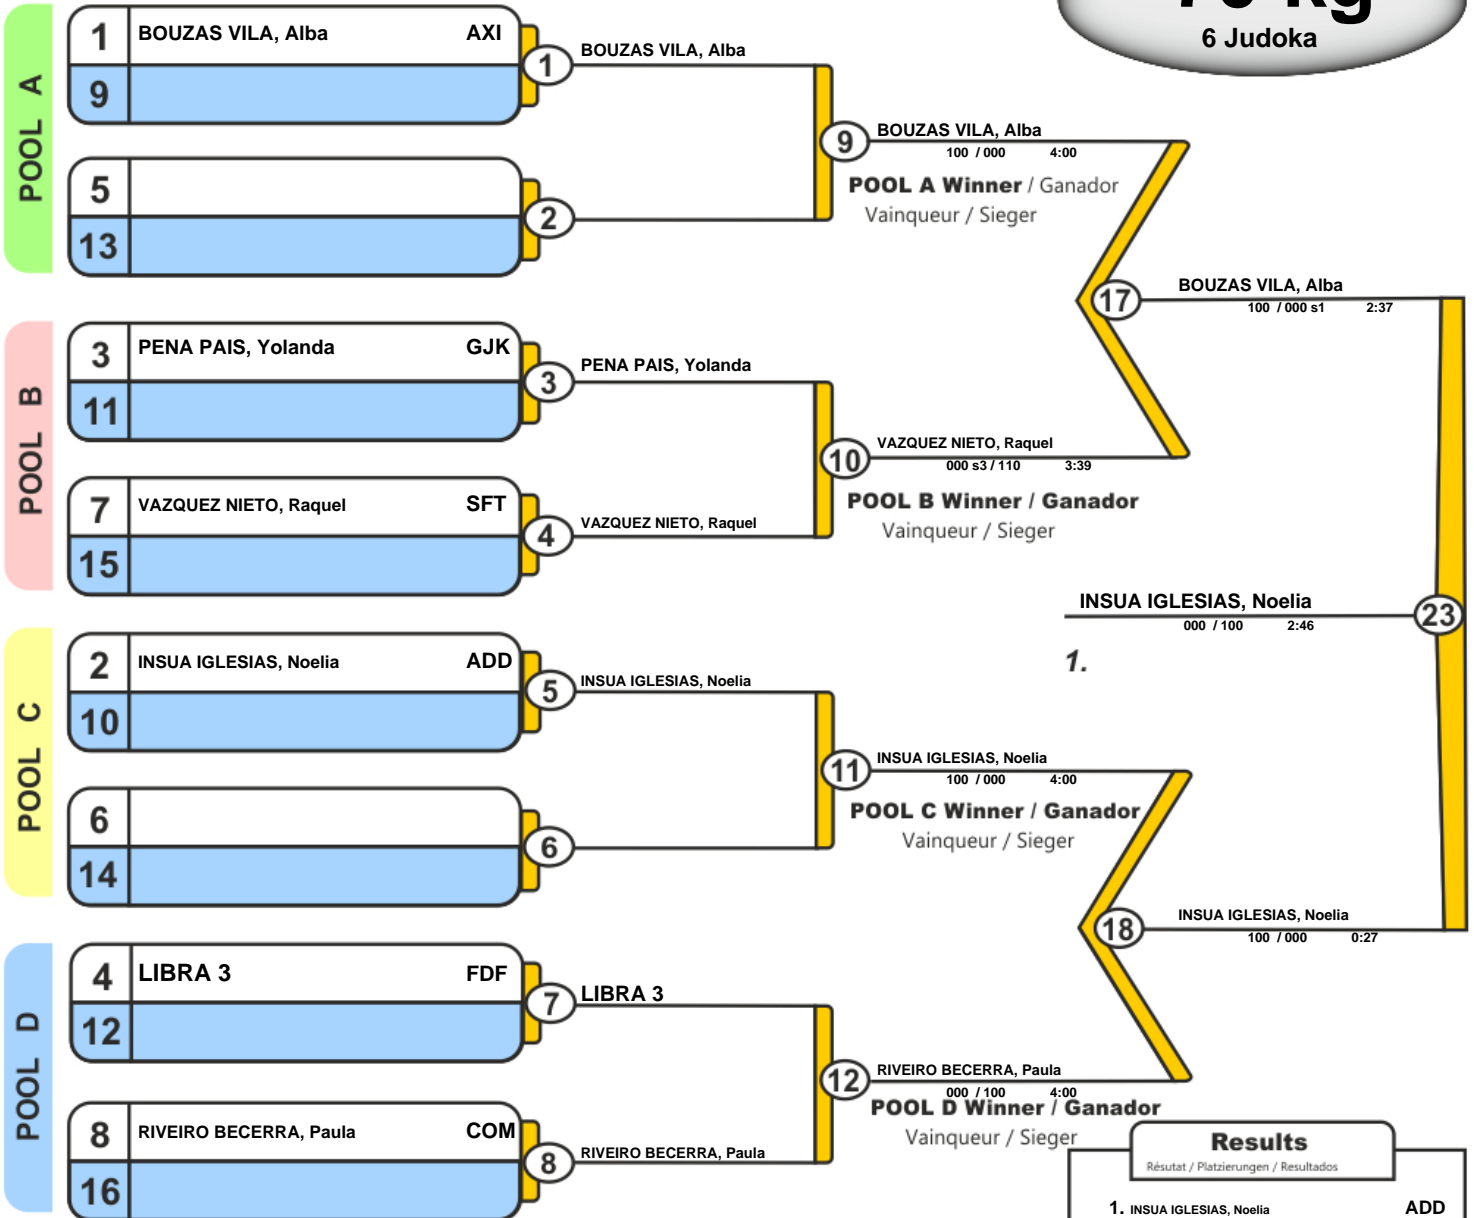 6 Judoka
POOL A
1 BOUZAS VILA, Alba AXI
9
1
BOUZAS VILA, Alba
5
13
2
9
BOUZAS VILA, Alba
100 / 000 4:00
POOL A Winner / Ganador
Vainqueur / Sieger
17
BOUZAS VILA, Alba
100 / 000 s1 2:37
POOL B
3 PENA PAIS, Yolanda GJK
11
3
PENA PAIS, Yolanda
7 VAZQUEZ NIETO, Raquel SFT
15
4
VAZQUEZ NIETO, Raquel
10
VAZQUEZ NIETO, Raquel
000 s3 / 110 3:39
POOL B Winner / Ganador
Vainqueur / Sieger
INSUA IGLESIAS, Noelia
000 / 100 2:46
23
1.
POOL C
2 INSUA IGLESIAS, Noelia ADD
10
5
INSUA IGLESIAS, Noelia
6
14
6
11
INSUA IGLESIAS, Noelia
100 / 000 4:00
POOL C Winner / Ganador
Vainqueur / Sieger
18
INSUA IGLESIAS, Noelia
100 / 000 0:27
POOL D
4 LIBRA 3 FDF
12
7
LIBRA 3
8 RIVEIRO BECERRA, Paula COM
16
8
RIVEIRO BECERRA, Paula
12
RIVEIRO BECERRA, Paula
000 / 100 4:00
POOL D Winner / Ganador
Vainqueur / Sieger
Results
Résutat / Platzierungen / Resultados
1. INSUA IGLESIAS, Noelia ADD